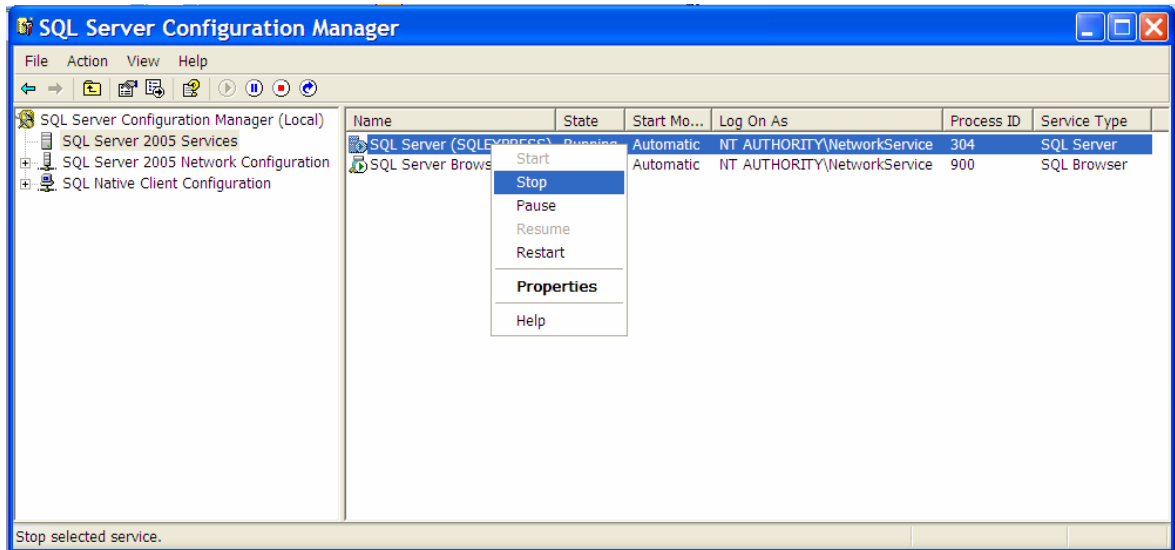 SQL Server Configuration Manager
File Action View Help
SQL Server Configuration Manager (Local)
SQL Server 2005 Services
SQL Server 2005 Network Configuration
SQL Native Client Configuration
Name State Start Mo... Log On As Process ID Service Type
SQL Server (SQLEXPRESS) Running Automatic NT AUTHORITY\NetworkService 304 SQL Server
SQL Server Brows Automatic NT AUTHORITY\NetworkService 900 SQL Browser
Start
Stop
Pause
Resume
Restart
Properties
Help
Stop selected service.